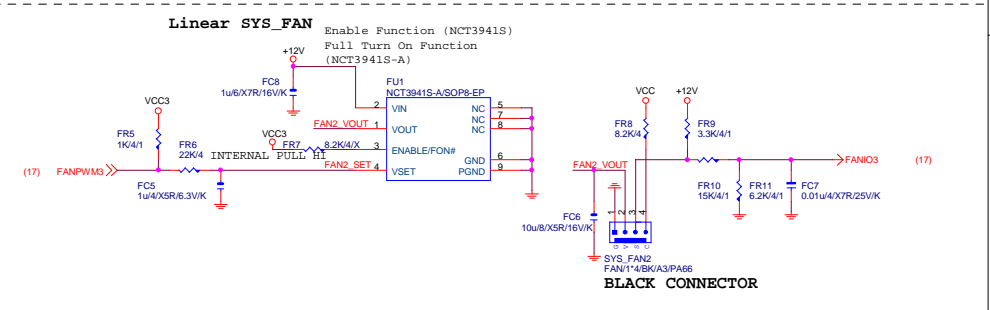 Linear SYS_FAN
Enable Function (NCT3941S)
Full Turn On Function
(NCT3941S-A)
+12V
FC8
1u/6/X7R/16V/K
FU1
NCT3941S-A/SOP8-EP
2 VIN
NC 5
NC 7
NC 8
FAN2_VOUT 1 VOUT
VCC3
FR7 8.2K/4/X 3 ENABLE/FON#
INTERNAL PULL HI
GND 6
FAN2_SET 4 VSET
PGND 9
VCC3
FR5
1K/4/1
FR6
22K/4
(17) FANPWM3
FC5
1u/4/X5R/6.3V/K
VCC
+12V
FR8
8.2K/4
FR9
3.3K/4/1
FAN2_VOUT
FANIO3 (17)
FR10
15K/4/1
FR11
6.2K/4/1
FC7
0.01u/4/X7R/25V/K
FC6
10u/8/X5R/16V/K
1 2 3 4
G V S C
SYS_FAN2
FAN/1*4/BK/A3/PA66
BLACK CONNECTOR